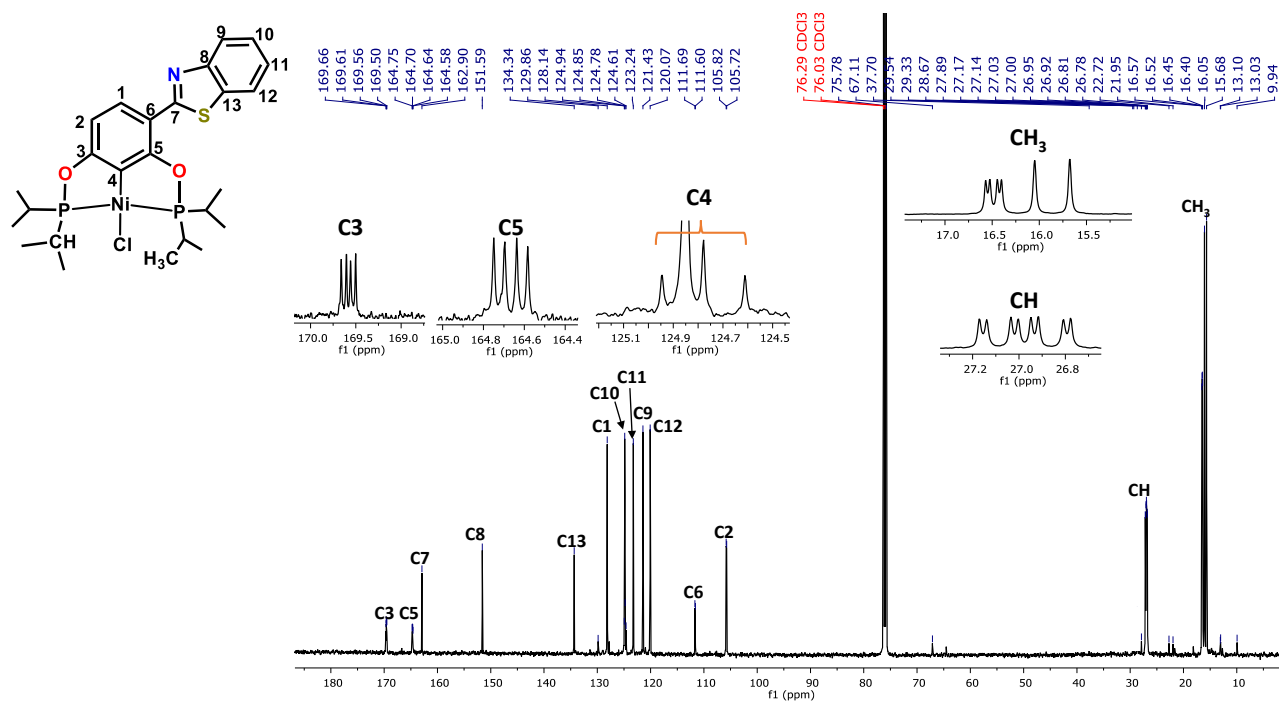 169.66
169.61
169.56
169.50
164.75
164.70
164.64
164.58
162.90
151.59
134.34
129.86
128.14
124.94
124.85
124.78
124.61
123.24
121.43
120.07
111.69
111.60
105.82
105.72
76.29 CDCl3
76.03 CDCl3
75.78
67.11
37.70
29.54
29.33
28.67
27.89
27.17
27.14
27.03
27.00
26.95
26.92
26.81
26.78
22.72
21.95
16.57
16.52
16.45
16.40
16.05
15.68
13.10
13.03
9.94
9
10
8
N
11
1
12
6
7
13
S
2
3
5
O
4
O
P
Ni
P
CH
Cl
H3C
C3
170.0 169.5 169.0
f1 (ppm)
C5
165.0 164.8 164.6 164.4
f1 (ppm)
C4
125.1 124.9 124.7 124.5
f1 (ppm)
CH3
17.0 16.5 16.0 15.5
f1 (ppm)
CH
27.2 27.0 26.8
f1 (ppm)
CH3
C11
C10
C1
C9
C12
CH
C8
C13
C2
C7
C6
C3
C5
180 170 160 150 140 130 120 110 100 90 80 70 60 50 40 30 20 10
f1 (ppm)